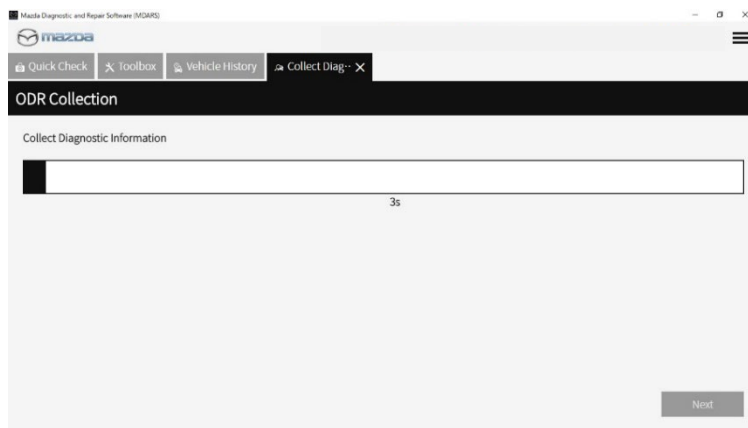 Mazda Diagnostic and Repair Software (MDARS)
mazda
Quick Check
Toolbox
Vehicle History
Collect Diag··
ODR Collection
Collect Diagnostic Information
3s
Next